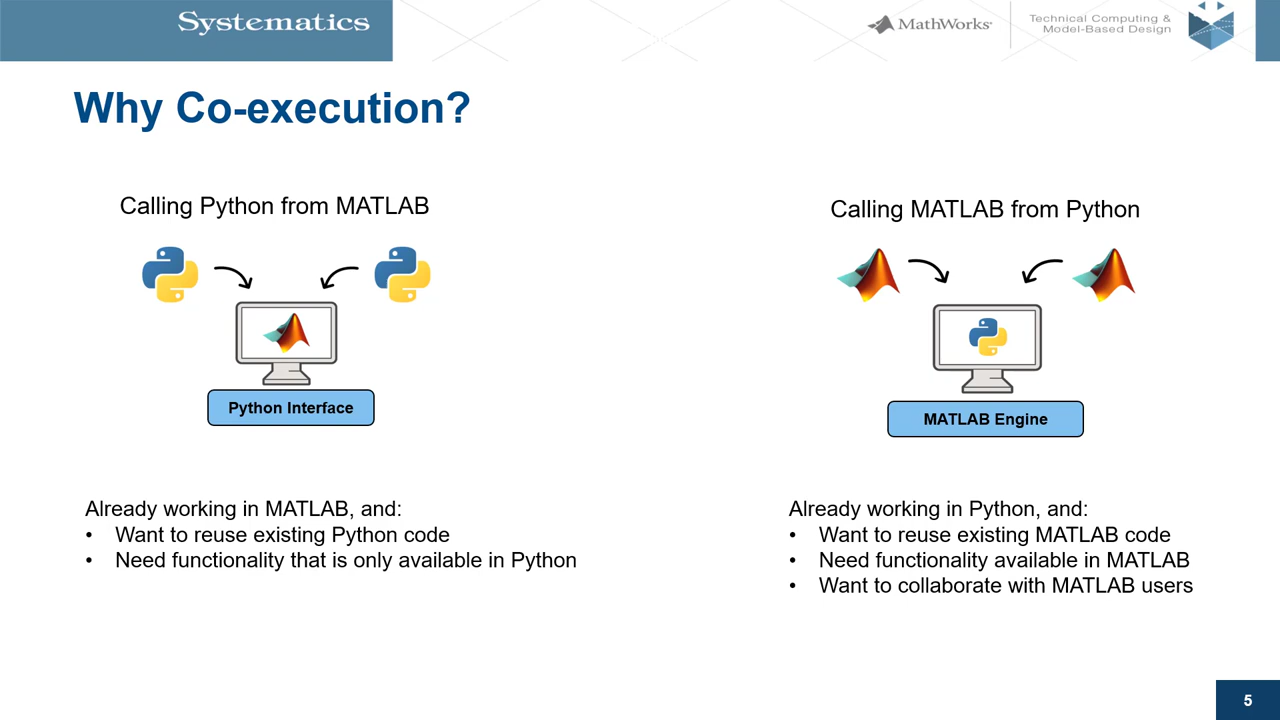 Systematics
MathWorks
Technical Computing &
Model-Based Design
Why Co-execution?
Calling Python from MATLAB
Python Interface
Already working in MATLAB, and:
• Want to reuse existing Python code
• Need functionality that is only available in Python
Calling MATLAB from Python
MATLAB Engine
Already working in Python, and:
• Want to reuse existing MATLAB code
• Need functionality available in MATLAB
• Want to collaborate with MATLAB users
5